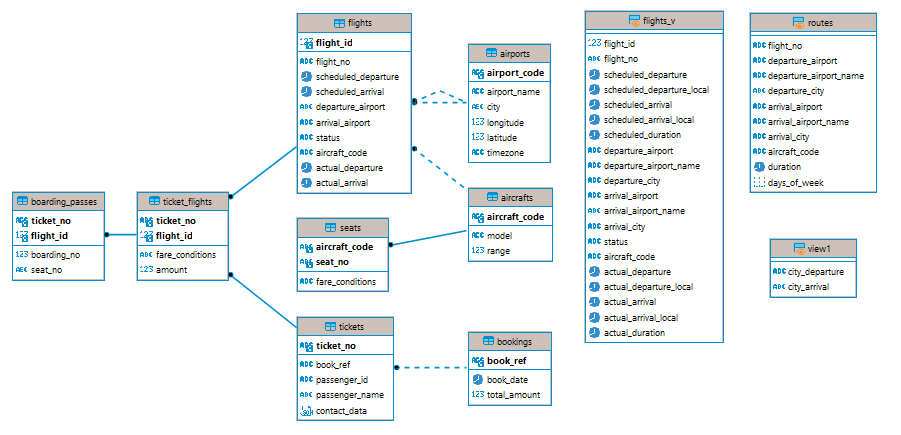 flights
flight_id
flight_no
scheduled_departure
scheduled_arrival
departure_airport
arrival_airport
status
aircraft_code
actual_departure
actual_arrival
airports
airport_code
airport_name
city
longitude
latitude
timezone
flights_v
flight_id
flight_no
scheduled_departure
scheduled_departure_local
scheduled_arrival
scheduled_arrival_local
scheduled_duration
departure_airport
departure_airport_name
departure_city
arrival_airport
arrival_airport_name
arrival_city
status
aircraft_code
actual_departure
actual_departure_local
actual_arrival
actual_arrival_local
actual_duration
routes
flight_no
departure_airport
departure_airport_name
departure_city
arrival_airport
arrival_airport_name
arrival_city
aircraft_code
duration
days_of_week
boarding_passes
ticket_no
flight_id
boarding_no
seat_no
ticket_flights
ticket_no
flight_id
fare_conditions
amount
aircrafts
aircraft_code
model
range
seats
aircraft_code
seat_no
fare_conditions
view1
city_departure
city_arrival
tickets
ticket_no
book_ref
passenger_id
passenger_name
contact_data
bookings
book_ref
book_date
total_amount